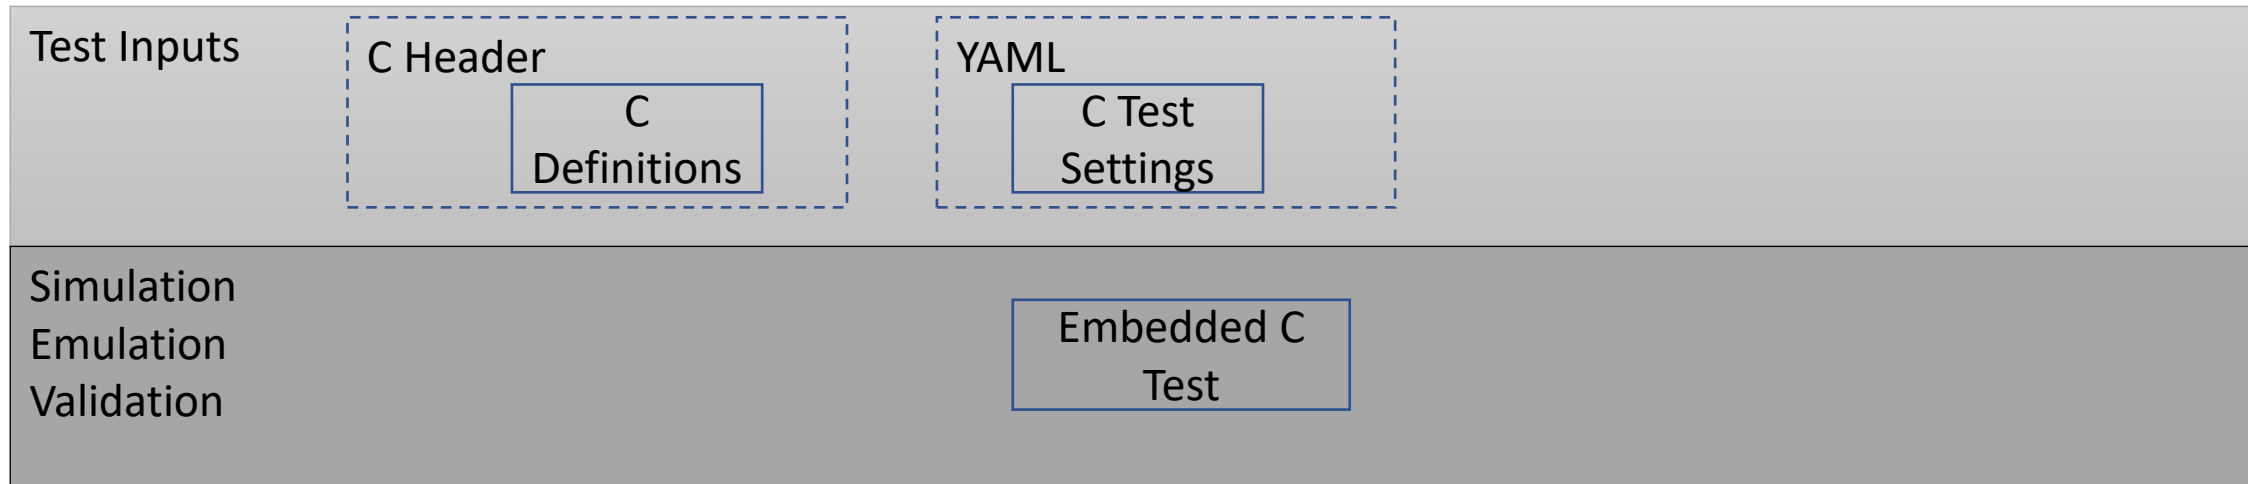 Test Inputs
C Header
C
Definitions
YAML
C Test
Settings
Simulation
Emulation
Validation
Embedded C
Test